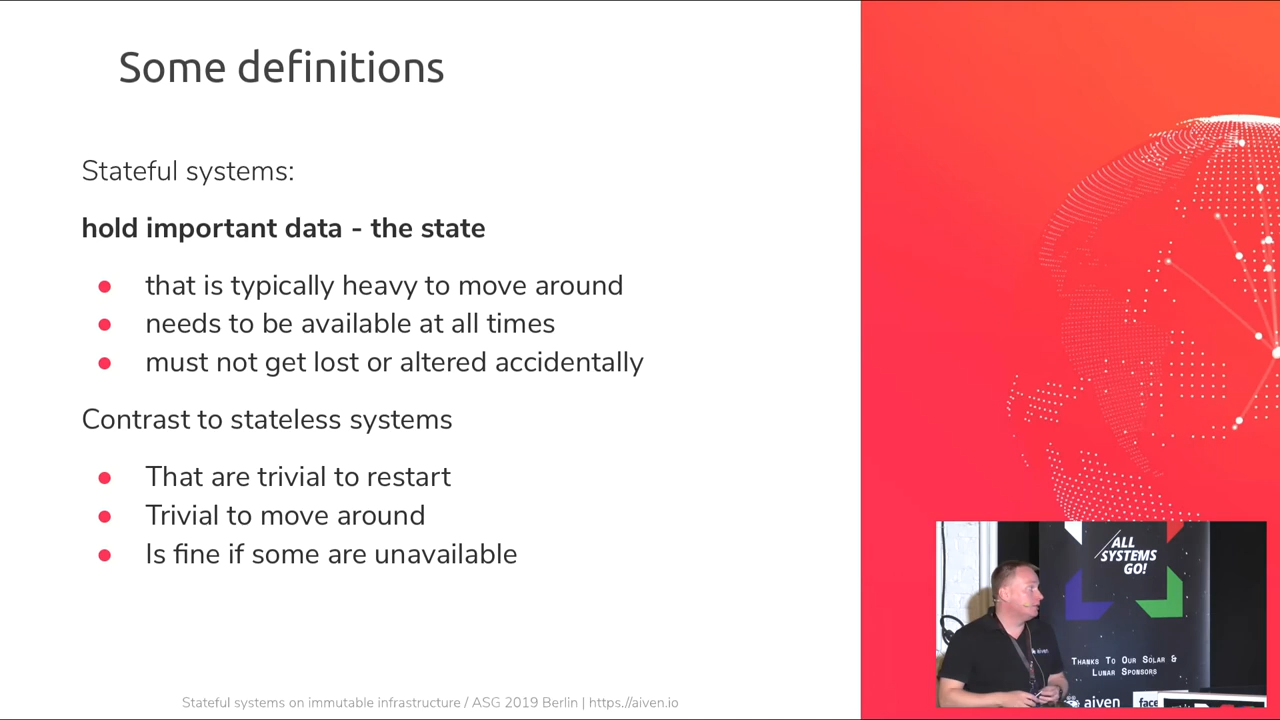 Some definitions
Stateful systems:
hold important data - the state
● that is typically heavy to move around
● needs to be available at all times
● must not get lost or altered accidentally
Contrast to stateless systems
● That are trivial to restart
● Trivial to move around
● Is fine if some are unavailable
Stateful systems on immutable infrastructure / ASG 2019 Berlin | https://aiven.io
ALL
SYSTEMS
GO!
aiven
THANKS TO OUR SOLAR &
LUNAR SPONSORS
aiven
face